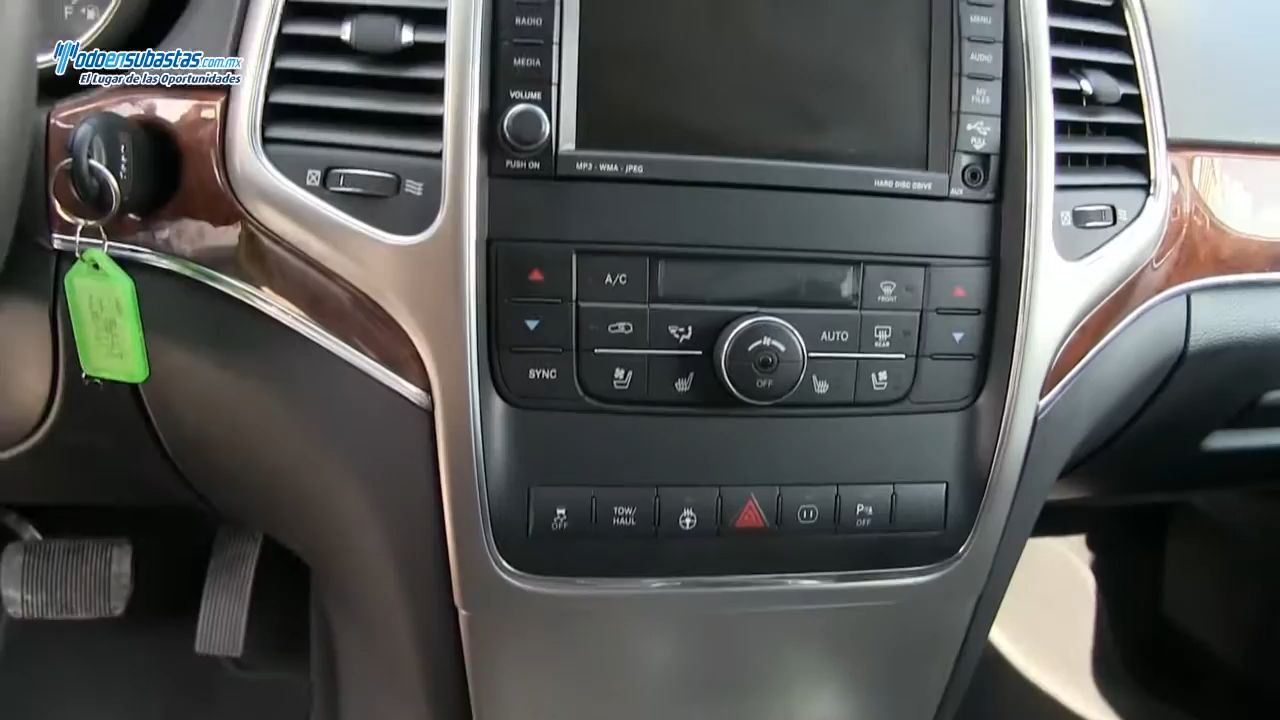 F
odoensubastas.com.mx
El Lugar de las Oportunidades
RADIO
MEDIA
VOLUME
PUSH ON
MP3 - WMA - JPEG
HARD DISC DRIVE
MENU
AUDIO
MY
FILES
AUX
A/C
FRONT
AUTO
REAR
SYNC
OFF
OFF
TOW/
HAUL
P
OFF